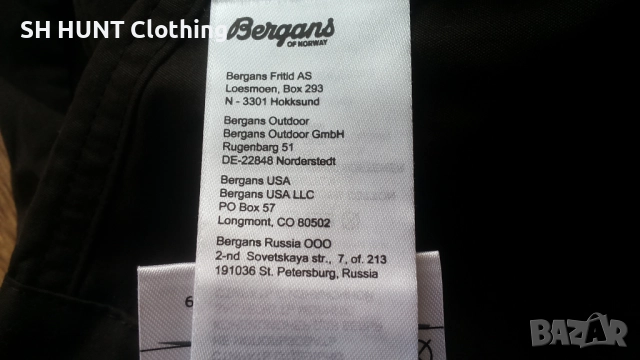 SH HUNT Clothing
Bergans
OF NORWAY
Bergans Fritid AS
Loesmoen, Box 293
N - 3301 Hokksund
Bergans Outdoor
Bergans Outdoor GmbH
Rugenbarg 51
DE-22848 Norderstedt
Bergans USA
Bergans USA LLC
PO Box 57
Longmont, CO 80502
Bergans Russia OOO
2-nd Sovetskaya str., 7, of. 213
191036 St. Petersburg, Russia
6
BAZAR